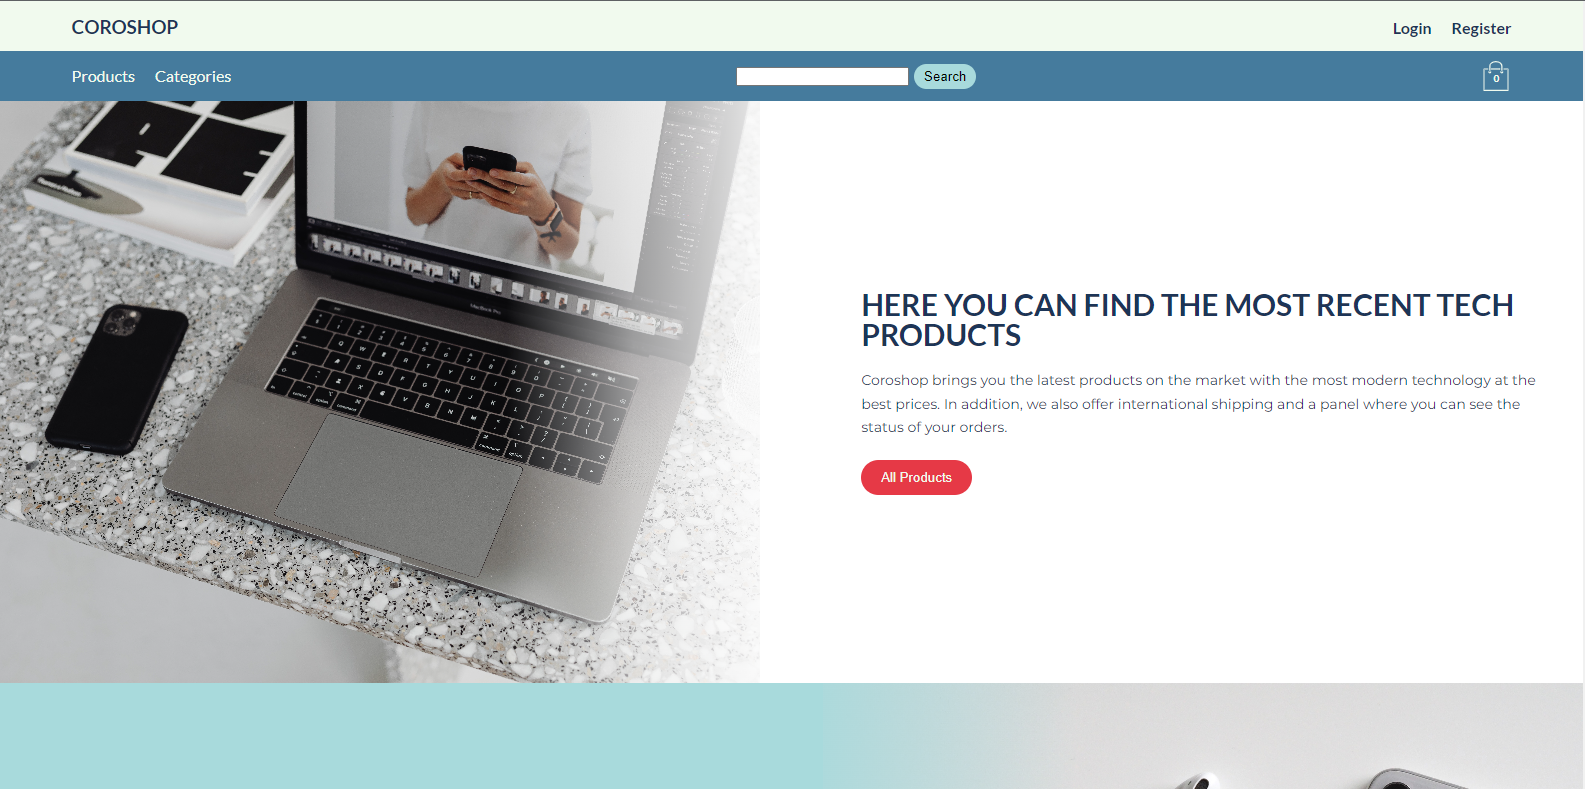 COROSHOP
Login Register
Products Categories
Search
0
HERE YOU CAN FIND THE MOST RECENT TECH
PRODUCTS
Coroshop brings you the latest products on the market with the most modern technology at the
best prices. In addition, we also offer international shipping and a panel where you can see the
status of your orders.
All Products
MacBook Pro